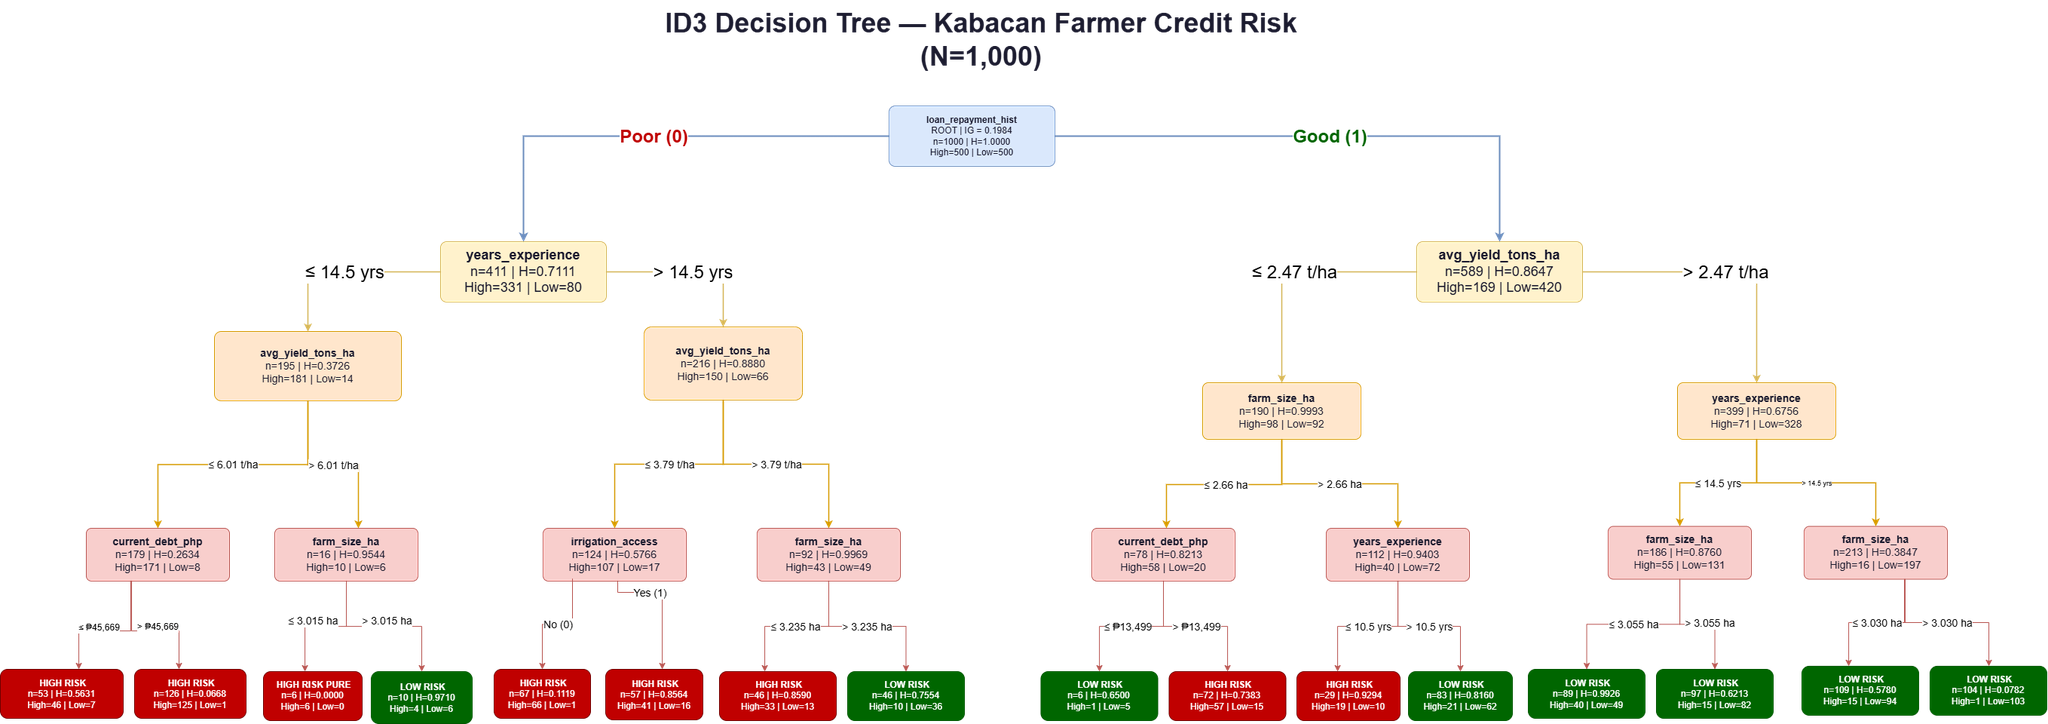 ID3 Decision Tree — Kabacan Farmer Credit Risk
(N=1,000)
loan_repayment_hist
ROOT | IG = 0.1984
n=1000 | H=1.0000
High=500 | Low=500
Poor (0)
Good (1)
years_experience
n=411 | H=0.7111
High=331 | Low=80
avg_yield_tons_ha
n=589 | H=0.8647
High=169 | Low=420
≤ 14.5 yrs
> 14.5 yrs
≤ 2.47 t/ha
> 2.47 t/ha
avg_yield_tons_ha
n=195 | H=0.3726
High=181 | Low=14
avg_yield_tons_ha
n=216 | H=0.8880
High=150 | Low=66
farm_size_ha
n=190 | H=0.9993
High=98 | Low=92
years_experience
n=399 | H=0.6756
High=71 | Low=328
≤ 6.01 t/ha
> 6.01 t/ha
≤ 3.79 t/ha
> 3.79 t/ha
≤ 2.66 ha
> 2.66 ha
≤ 14.5 yrs
> 14.5 yrs
current_debt_php
n=179 | H=0.2634
High=171 | Low=8
farm_size_ha
n=16 | H=0.9544
High=10 | Low=6
irrigation_access
n=124 | H=0.5766
High=107 | Low=17
farm_size_ha
n=92 | H=0.9969
High=43 | Low=49
current_debt_php
n=78 | H=0.8213
High=58 | Low=20
years_experience
n=112 | H=0.9403
High=40 | Low=72
farm_size_ha
n=186 | H=0.8760
High=55 | Low=131
farm_size_ha
n=213 | H=0.3847
High=16 | Low=197
≤ ₱45,669
> ₱45,669
≤ 3.015 ha
> 3.015 ha
No (0)
Yes (1)
≤ 3.235 ha
> 3.235 ha
≤ ₱13,499
> ₱13,499
≤ 10.5 yrs
> 10.5 yrs
≤ 3.055 ha
> 3.055 ha
≤ 3.030 ha
> 3.030 ha
HIGH RISK
n=53 | H=0.5631
High=46 | Low=7
HIGH RISK
n=126 | H=0.0668
High=125 | Low=1
HIGH RISK PURE
n=6 | H=0.0000
High=6 | Low=0
LOW RISK
n=10 | H=0.9710
High=4 | Low=6
HIGH RISK
n=67 | H=0.1119
High=66 | Low=1
HIGH RISK
n=57 | H=0.8564
High=41 | Low=16
HIGH RISK
n=46 | H=0.8590
High=33 | Low=13
LOW RISK
n=46 | H=0.7554
High=10 | Low=36
LOW RISK
n=6 | H=0.6500
High=1 | Low=5
HIGH RISK
n=72 | H=0.7383
High=57 | Low=15
HIGH RISK
n=29 | H=0.9294
High=19 | Low=10
LOW RISK
n=83 | H=0.8160
High=21 | Low=62
LOW RISK
n=89 | H=0.9926
High=40 | Low=49
LOW RISK
n=97 | H=0.6213
High=15 | Low=82
LOW RISK
n=109 | H=0.5780
High=15 | Low=94
LOW RISK
n=104 | H=0.0782
High=1 | Low=103